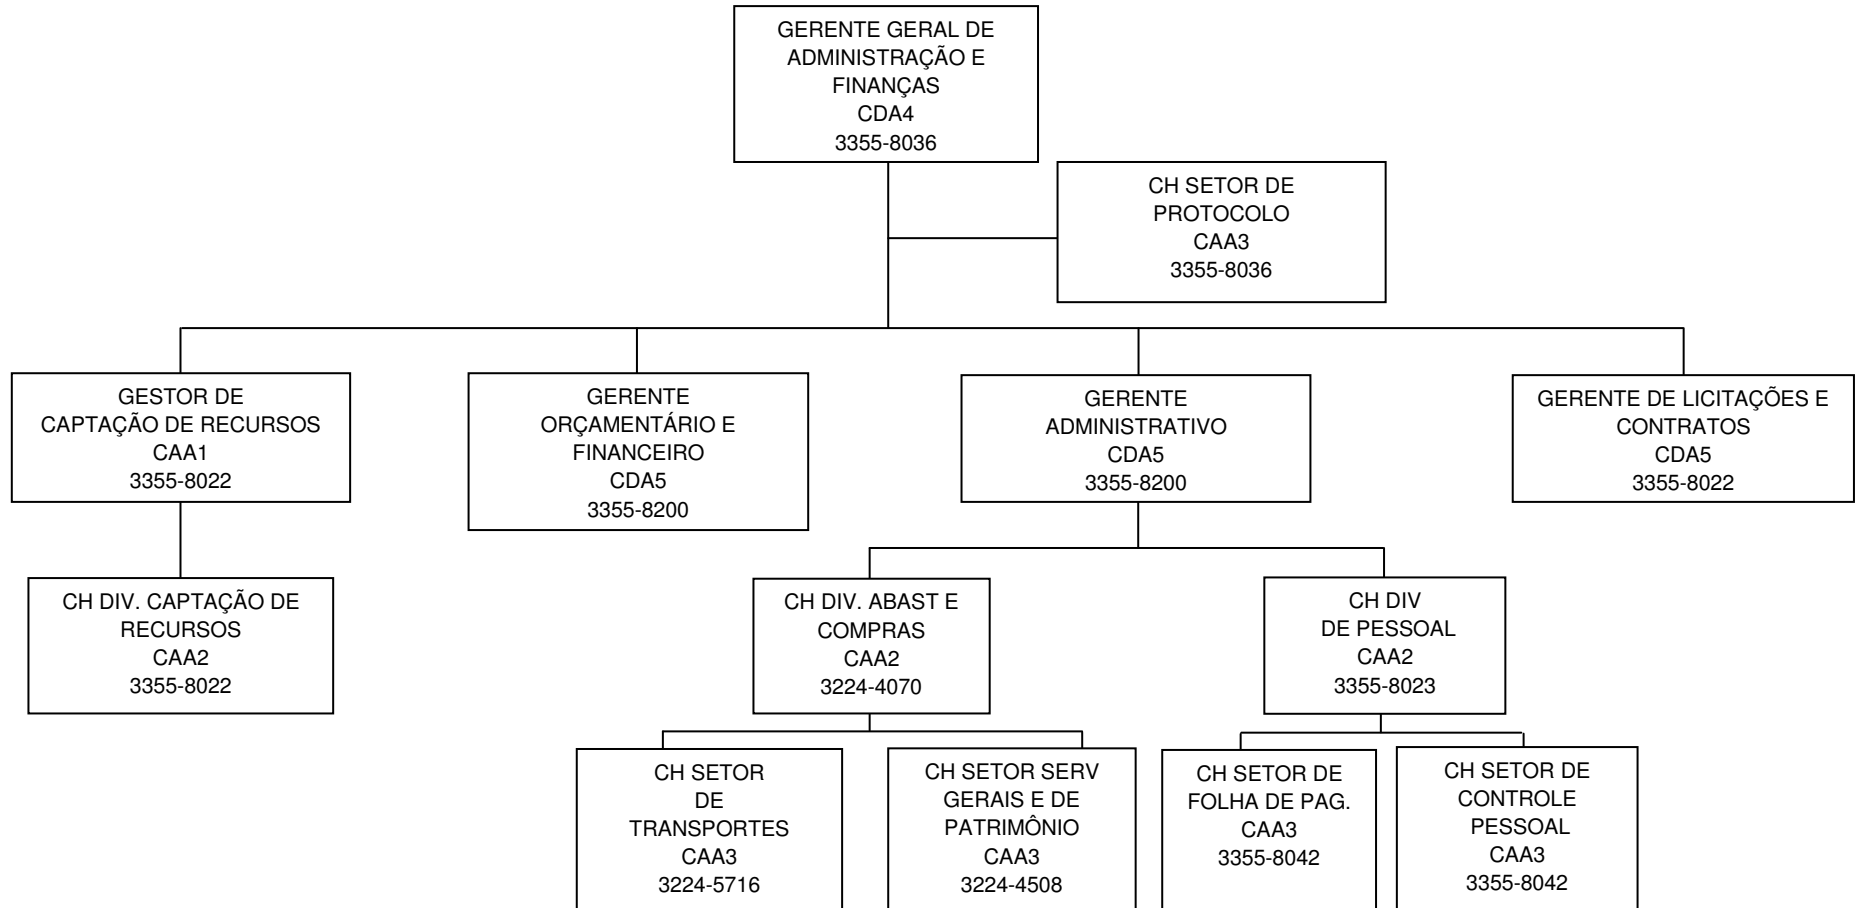 GERENTE GERAL DE
ADMINISTRAÇÃO E
FINANÇAS
CDA4
3355-8036
CH SETOR DE
PROTOCOLO
CAA3
3355-8036
GESTOR DE
CAPTAÇÃO DE RECURSOS
CAA1
3355-8022
GERENTE
ORÇAMENTÁRIO E
FINANCEIRO
CDA5
3355-8200
GERENTE
ADMINISTRATIVO
CDA5
3355-8200
GERENTE DE LICITAÇÕES E
CONTRATOS
CDA5
3355-8022
CH DIV. CAPTAÇÃO DE
RECURSOS
CAA2
3355-8022
CH DIV. ABAST E
COMPRAS
CAA2
3224-4070
CH DIV
DE PESSOAL
CAA2
3355-8023
CH SETOR
DE
TRANSPORTES
CAA3
3224-5716
CH SETOR SERV
GERAIS E DE
PATRIMÔNIO
CAA3
3224-4508
CH SETOR DE
FOLHA DE PAG.
CAA3
3355-8042
CH SETOR DE
CONTROLE
PESSOAL
CAA3
3355-8042